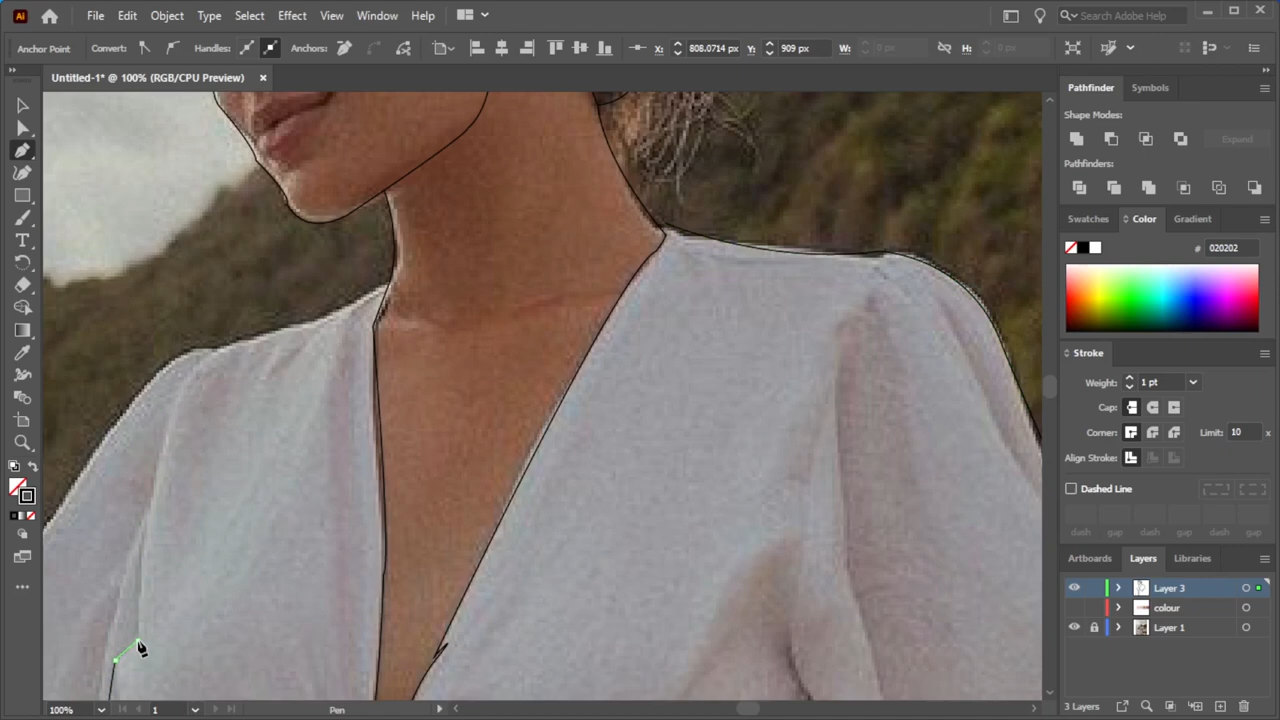 Ai File Edit Object Type Select Effect View Window Help Search Adobe Help
Anchor Point Convert: Handles: Anchors: X: 808.0714 px Y: 909 px W: 0 px H: 0 px
Untitled-1* @ 100% (RGB/CPU Preview)
Pathfinder Symbols
Shape Modes:
Expand
Pathfinders:
Swatches Color Gradient
# 020202
Stroke
Weight: 1 pt
Cap:
Corner: Limit: 10 x
Align Stroke:
Dashed Line
dash gap dash gap dash gap
Artboards Layers Libraries
Layer 3
colour
Layer 1
100% 1 Pen 3 Layers